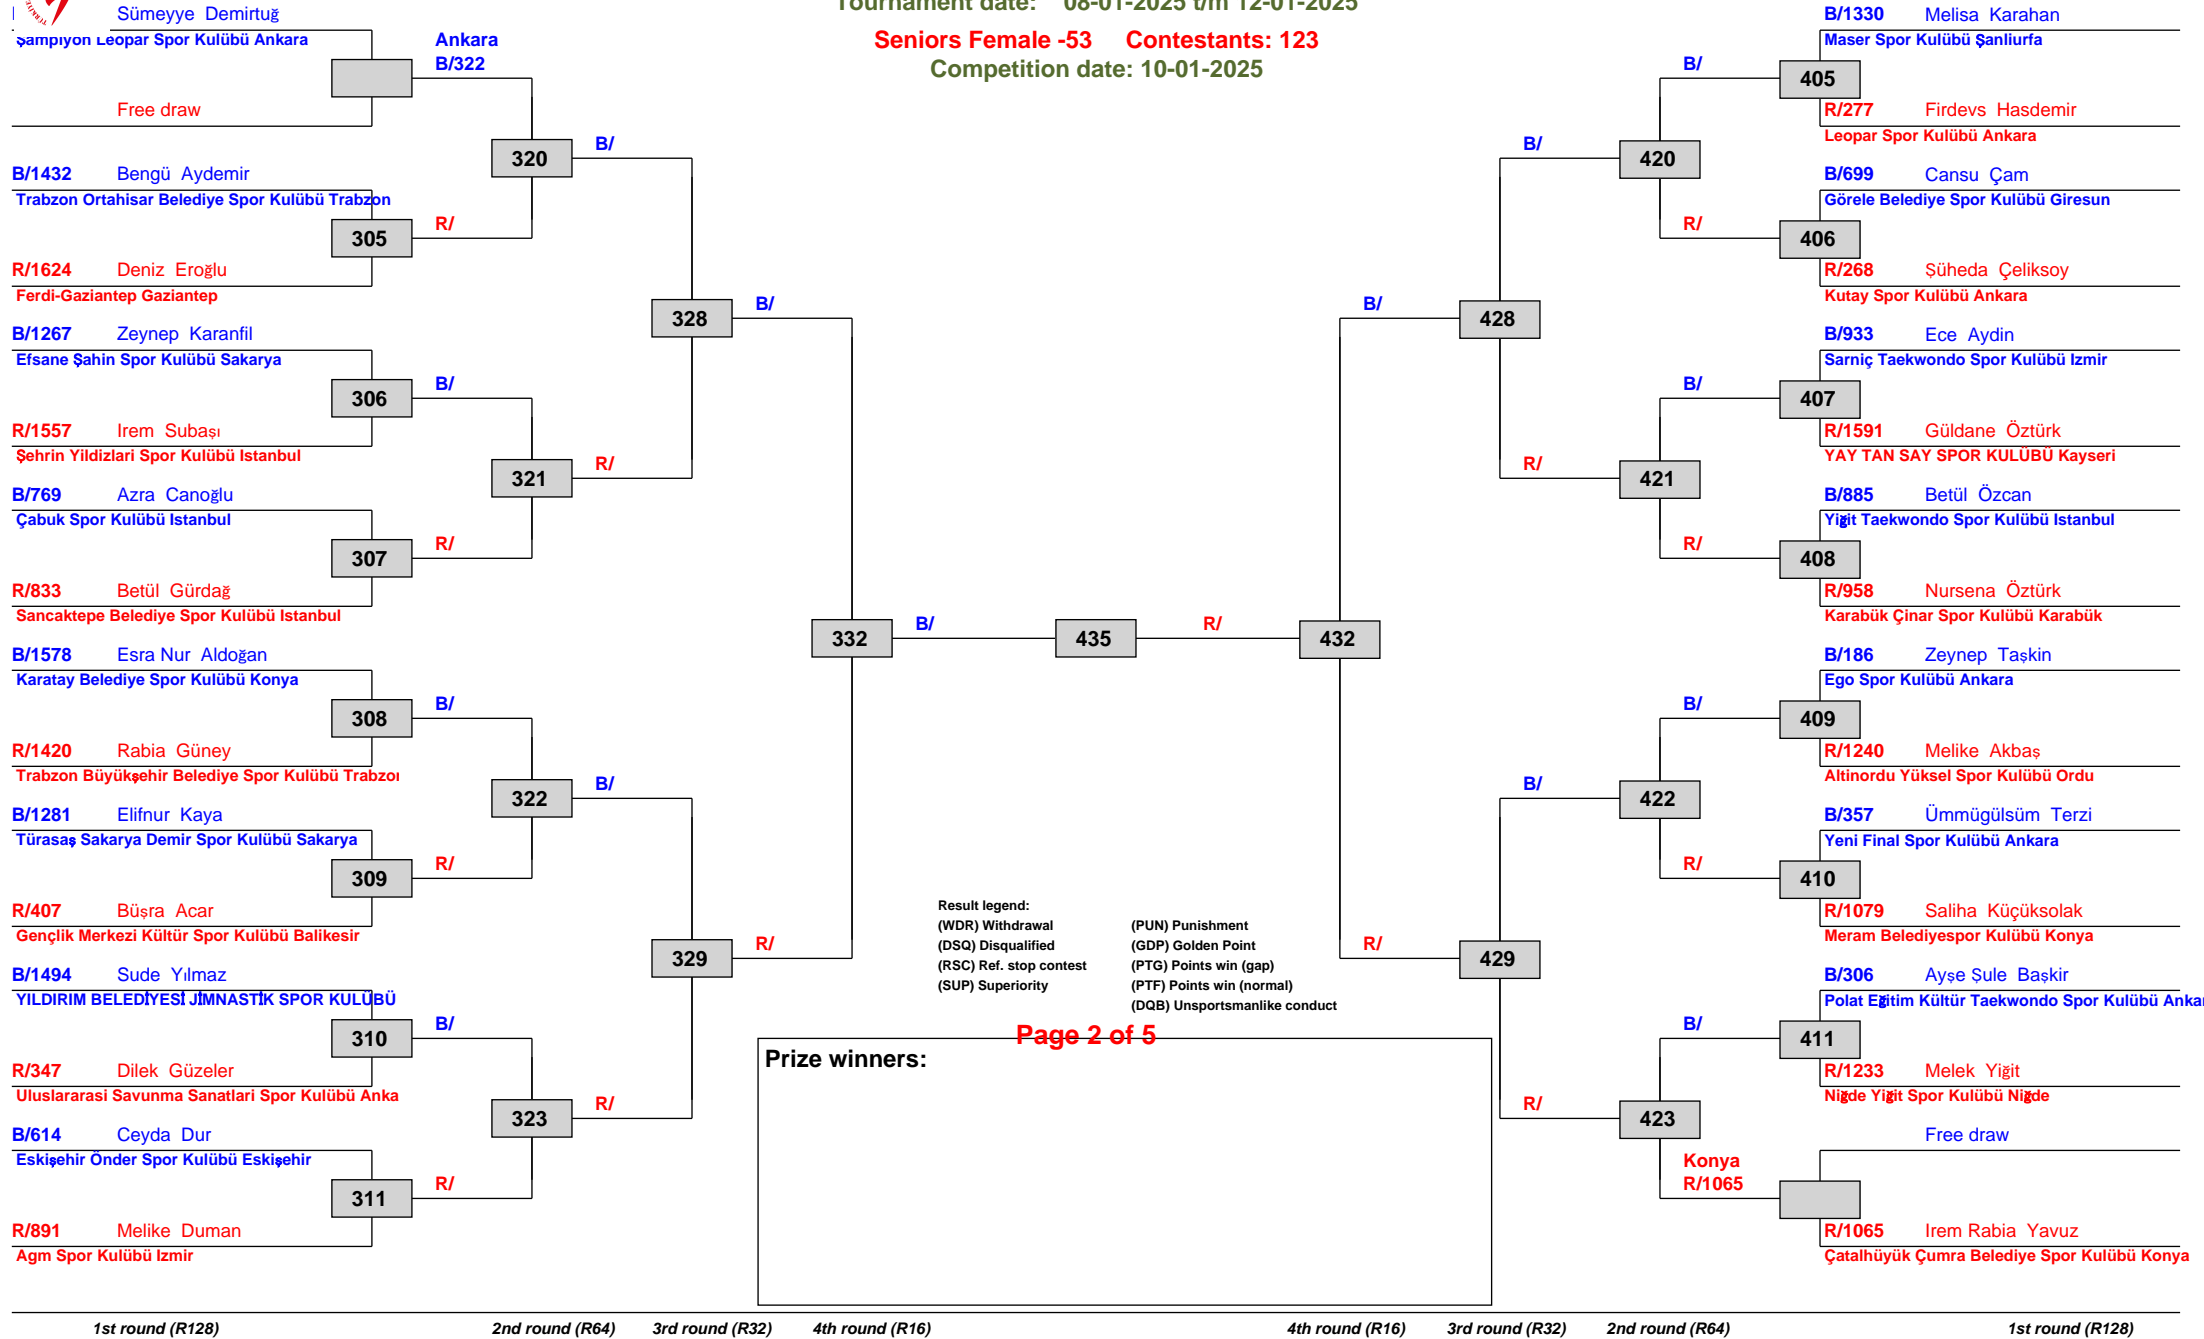 Tournament date: 08-01-2025 t/m 12-01-2025
Seniors Female -53 Contestants: 123
Competition date: 10-01-2025
Sümeyye Demirtuğ
Şampiyon Leopar Spor Kulübü Ankara
Ankara
B/322
Free draw
320
B/
B/1432 Bengü Aydemir
Trabzon Ortahisar Belediye Spor Kulübü Trabzon
305
R/
R/1624 Deniz Eroğlu
Ferdi-Gaziantep Gaziantep
328
B/
B/1267 Zeynep Karanfil
Efsane Şahin Spor Kulübü Sakarya
306
B/
R/1557 Irem Subaşı
Şehrin Yildizlari Spor Kulübü Istanbul
321
R/
B/769 Azra Canoğlu
Çabuk Spor Kulübü Istanbul
307
R/
R/833 Betül Gürdağ
Sancaktepe Belediye Spor Kulübü Istanbul
332
B/
435
R/
432
B/1578 Esra Nur Aldoğan
Karatay Belediye Spor Kulübü Konya
308
B/
R/1420 Rabia Güney
Trabzon Büyükşehir Belediye Spor Kulübü
322
B/
B/1281 Elifnur Kaya
Türasaş Sakarya Demir Spor Kulübü Sakarya
309
R/
R/407 Büşra Acar
Gençlik Merkezi Kültür Spor Kulübü Balikesir
329
R/
B/1494 Sude Yılmaz
YILDIRIM BELEDİYESİ JİMNASTİK SPOR KULÜBÜ
310
B/
R/347 Dilek Güzeler
Uluslararasi Savunma Sanatlari Spor Kulübü Anka
323
R/
B/614 Ceyda Dur
Eskişehir Önder Spor Kulübü Eskişehir
311
R/
R/891 Melike Duman
Agm Spor Kulübü Izmir
B/1330 Melisa Karahan
Maser Spor Kulübü Şanliurfa
B/
405
R/277 Firdevs Hasdemir
Leopar Spor Kulübü Ankara
B/
420
B/699 Cansu Çam
Görele Belediye Spor Kulübü Giresun
R/
406
R/268 Şüheda Çeliksoy
Kutay Spor Kulübü Ankara
B/
428
B/933 Ece Aydin
Sarniç Taekwondo Spor Kulübü Izmir
B/
407
R/1591 Güldane Öztürk
YAY TAN SAY SPOR KULÜBÜ Kayseri
R/
421
B/885 Betül Özcan
Yiğit Taekwondo Spor Kulübü Istanbul
R/
408
R/958 Nursena Öztürk
Karabük Çinar Spor Kulübü Karabük
B/186 Zeynep Taşkin
Ego Spor Kulübü Ankara
B/
409
R/1240 Melike Akbaş
Altinordu Yüksel Spor Kulübü Ordu
B/
422
B/357 Ümmügülsüm Terzi
Yeni Final Spor Kulübü Ankara
R/
410
R/1079 Saliha Küçüksolak
Meram Belediyespor Kulübü Konya
R/
429
B/306 Ayşe Şule Başkir
Polat Eğitim Kültür Taekwondo Spor Kulübü Ankar
B/
411
R/1233 Melek Yiğit
Niğde Yiğit Spor Kulübü Niğde
R/
423
Free draw
Konya
R/1065
R/1065 Irem Rabia Yavuz
Çatalhüyük Çumra Belediye Spor Kulübü Konya
Result legend:
(WDR) Withdrawal (PUN) Punishment
(DSQ) Disqualified (GDP) Golden Point
(RSC) Ref. stop contest (PTG) Points win (gap)
(SUP) Superiority (PTF) Points win (normal)
(DQB) Unsportsmanlike conduct
Page 2 of 5
Prize winners:
1st round (R128) 2nd round (R64) 3rd round (R32) 4th round (R16) 4th round (R16) 3rd round (R32) 2nd round (R64) 1st round (R128)